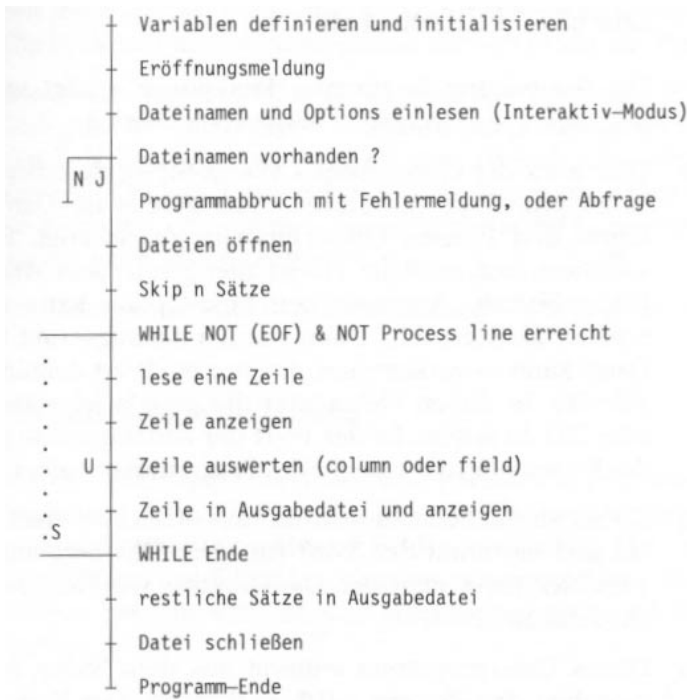 Variablen definieren und initialisieren
Eröffnungsmeldung
Dateinamen und Options einlesen (Interaktiv-Modus)
Dateinamen vorhanden ?
N J
Programmabbruch mit Fehlermeldung, oder Abfrage
Dateien öffnen
Skip n Sätze
WHILE NOT (EOF) & NOT Process line erreicht
lese eine Zeile
Zeile anzeigen
U Zeile auswerten (column oder field)
Zeile in Ausgabedatei und anzeigen
.S
WHILE Ende
restliche Sätze in Ausgabedatei
Datei schließen
Programm-Ende